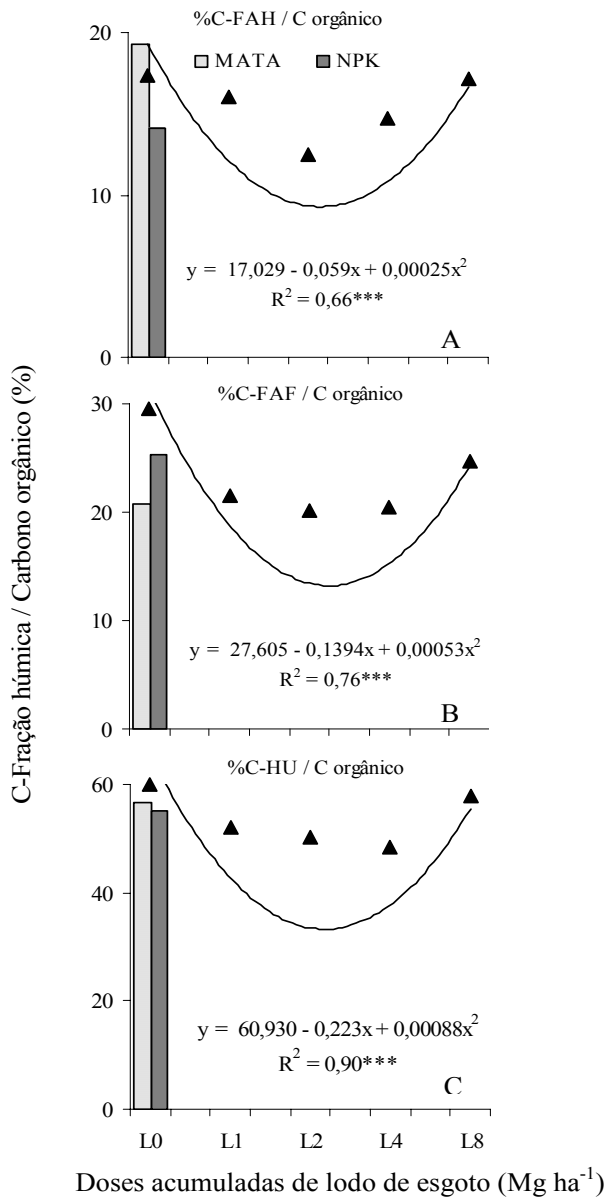 %C-FAH / C orgânico
20
MATA NPK
10
y = 17,029 - 0,059x + 0,00025x²
R² = 0,66***
A
0
%C-FAF / C orgânico
30
20
10
y = 27,605 - 0,1394x + 0,00053x²
R² = 0,76***
B
0
%C-HU / C orgânico
60
40
20
y = 60,930 - 0,223x + 0,00088x²
R² = 0,90***
C
0
L0 L1 L2 L4 L8
C-Fração húmica / Carbono orgânico (%)
Doses acumuladas de lodo de esgoto (Mg ha⁻¹)